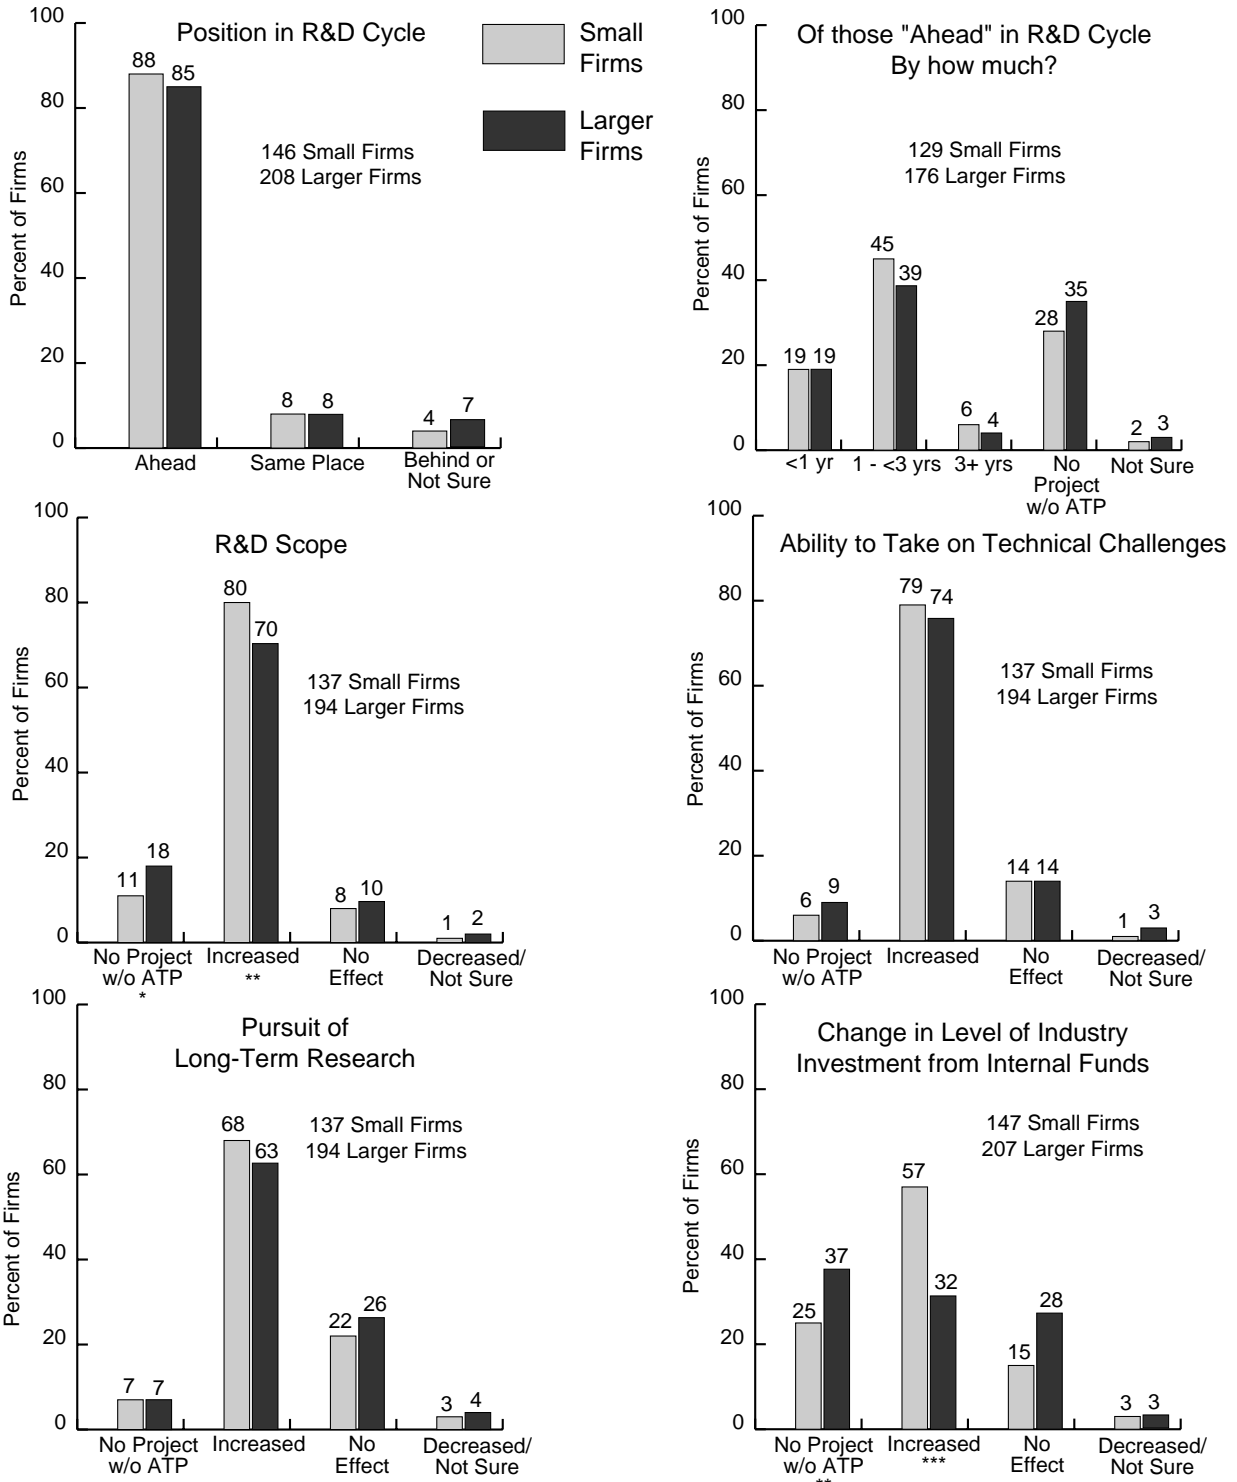 Position in R&D Cycle
Small
Firms
Larger
Firms
146 Small Firms
208 Larger Firms
Percent of Firms
100
80
60
40
20
0
88
85
8
8
4
7
Ahead
Same Place
Behind or
Not Sure
Of those "Ahead" in R&D Cycle
By how much?
129 Small Firms
176 Larger Firms
Percent of Firms
100
80
60
40
20
0
19
19
45
39
6
4
28
35
2
3
<1 yr
1 - <3 yrs
3+ yrs
No
Project
w/o ATP
Not Sure
R&D Scope
137 Small Firms
194 Larger Firms
Percent of Firms
100
80
60
40
20
0
11
18
80
70
8
10
1
2
No Project
w/o ATP
*
Increased
**
No
Effect
Decreased/
Not Sure
Ability to Take on Technical Challenges
137 Small Firms
194 Larger Firms
Percent of Firms
100
80
60
40
20
0
6
9
79
74
14
14
1
3
No Project
w/o ATP
Increased
No
Effect
Decreased/
Not Sure
Pursuit of
Long-Term Research
137 Small Firms
194 Larger Firms
Percent of Firms
100
80
60
40
20
0
7
7
68
63
22
26
3
4
No Project
w/o ATP
Increased
No
Effect
Decreased/
Not Sure
Change in Level of Industry
Investment from Internal Funds
147 Small Firms
207 Larger Firms
Percent of Firms
100
80
60
40
20
0
25
37
57
32
15
28
3
3
No Project
w/o ATP
**
Increased
***
No
Effect
Decreased/
Not Sure